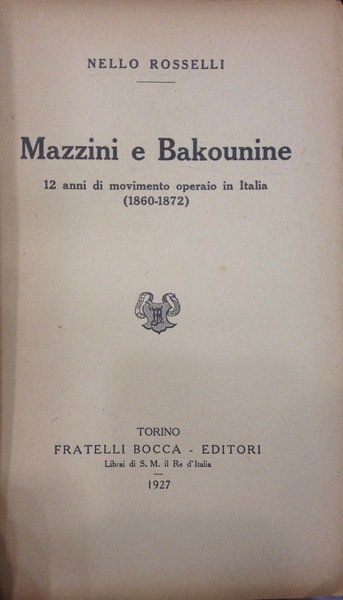 NELLO ROSSELLI
Mazzini e Bakounine
12 anni di movimento operaio in Italia
(1860-1872)
TORINO
FRATELLI BOCCA - EDITORI
Librai di S. M. il Re d'Italia
1927